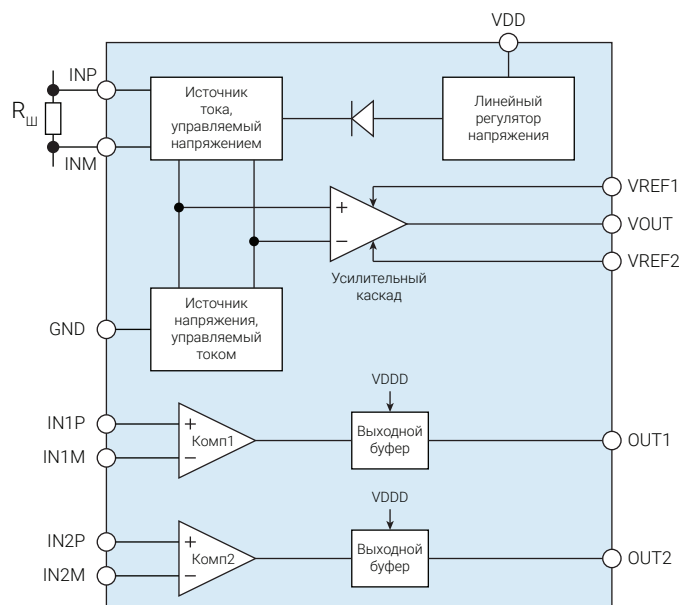 VDD
INP
Rш
INM
Источник
тока,
управляемый
напряжением
Линейный
регулятор
напряжения
VREF1
VOUT
VREF2
+
−
Усилительный
каскад
GND
Источник
напряжения,
управляемый
током
VDDD
IN1P
IN1M
+
Комп1
−
Выходной
буфер
OUT1
VDDD
IN2P
IN2M
+
Комп2
−
Выходной
буфер
OUT2